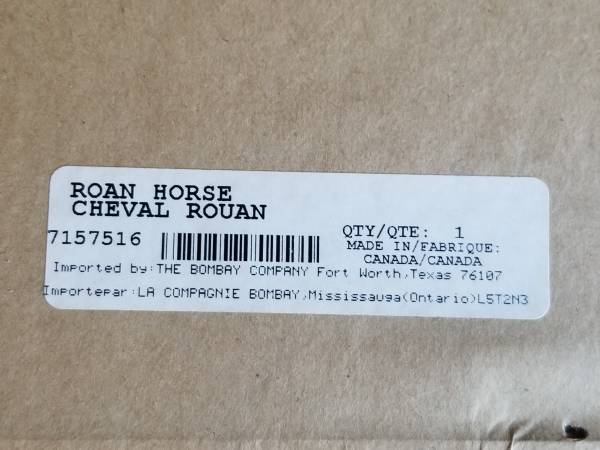 ROAN HORSE
CHEVAL ROUAN
7157516
QTY/QTE: 1
MADE IN/FABRIQUE:
CANADA/CANADA
Imported by:THE BOMBAY COMPANY Fort Worth,Texas 76107
Importepar:LA COMPAGNIE BOMBAY,Mississauga(Ontario)L5T2N3